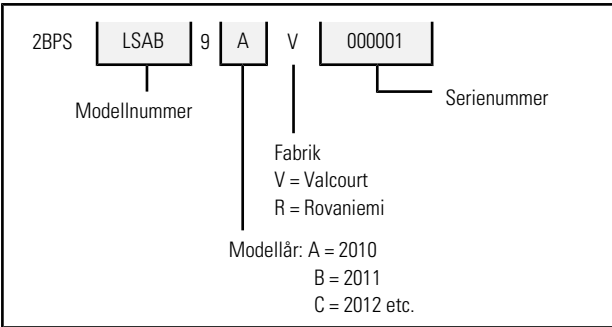 2BPS LSAB 9 A V 000001
Serienummer
Modellnummer
Fabrik
V = Valcourt
R = Rovaniemi
Modellår: A = 2010
B = 2011
C = 2012 etc.